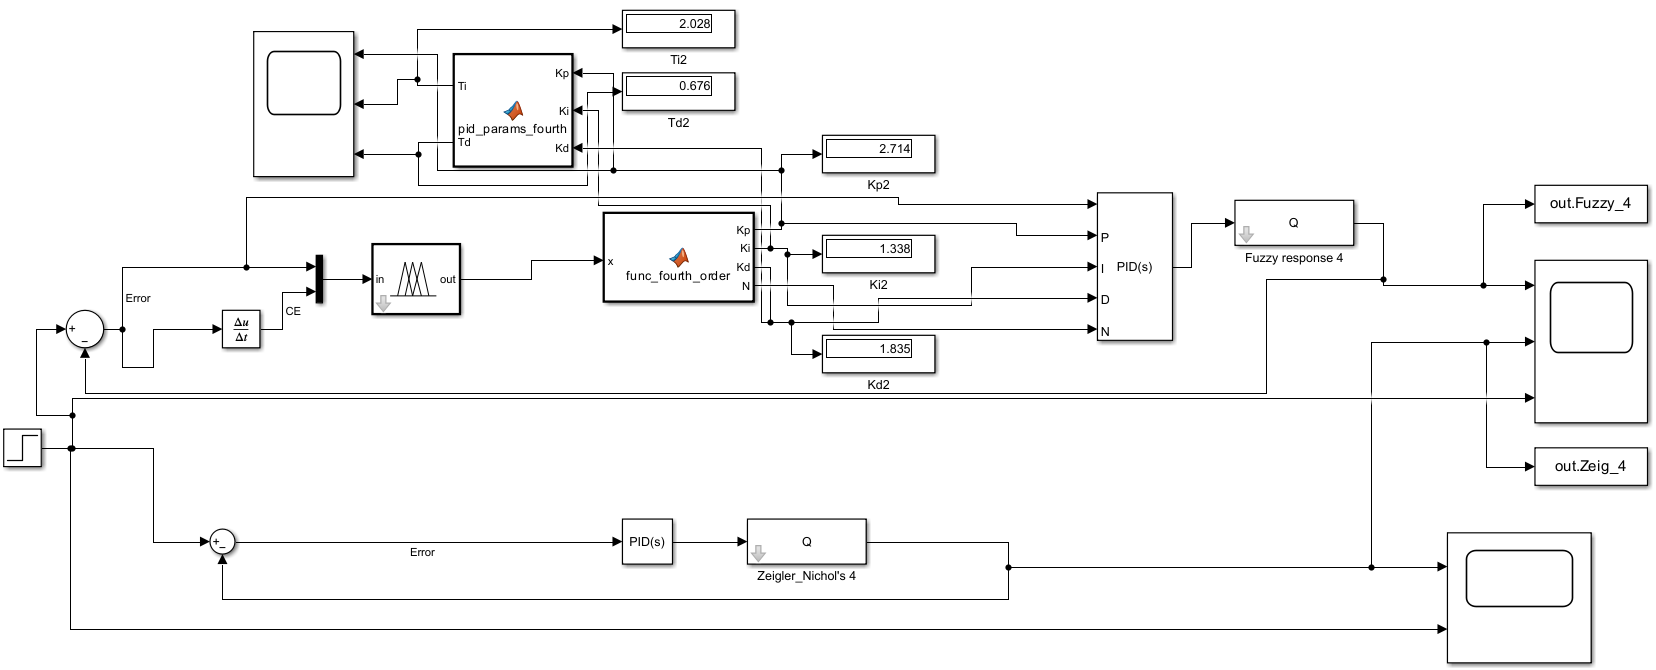 2.028
Ti2
0.676
Td2
Ti
Td
pid_params_fourth
Kp
Ki
Kd
2.714
Kp2
1.338
Ki2
1.835
Kd2
x
func_fourth_order
Kp
Ki
Kd
N
in
out
Error
CE
Δu
Δt
+
−
P
I
D
N
PID(s)
Q
Fuzzy response 4
out.Fuzzy_4
out.Zeig_4
+
−
Error
PID(s)
Q
Zeigler_Nichol's 4